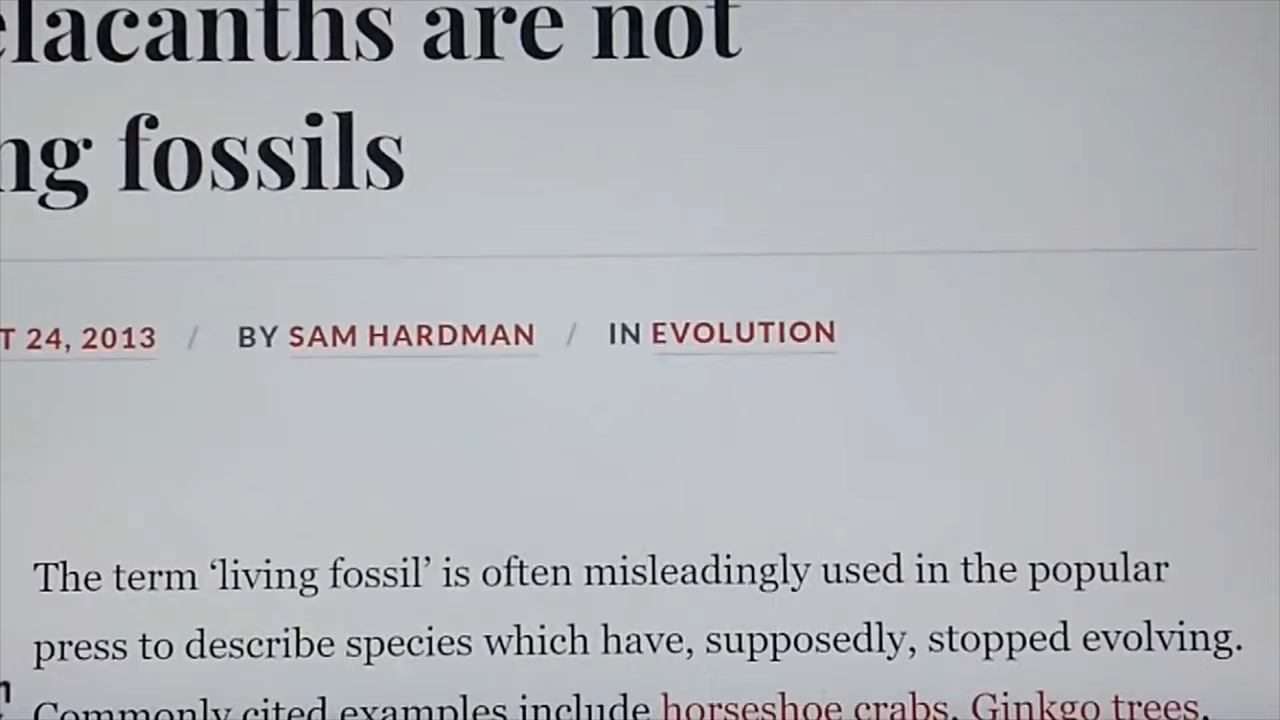 elacanths are not
ng fossils
T 24, 2013 / BY SAM HARDMAN / IN EVOLUTION
The term ‘living fossil’ is often misleadingly used in the popular
press to describe species which have, supposedly, stopped evolving.
Commonly cited examples include horseshoe crabs, Ginkgo trees,